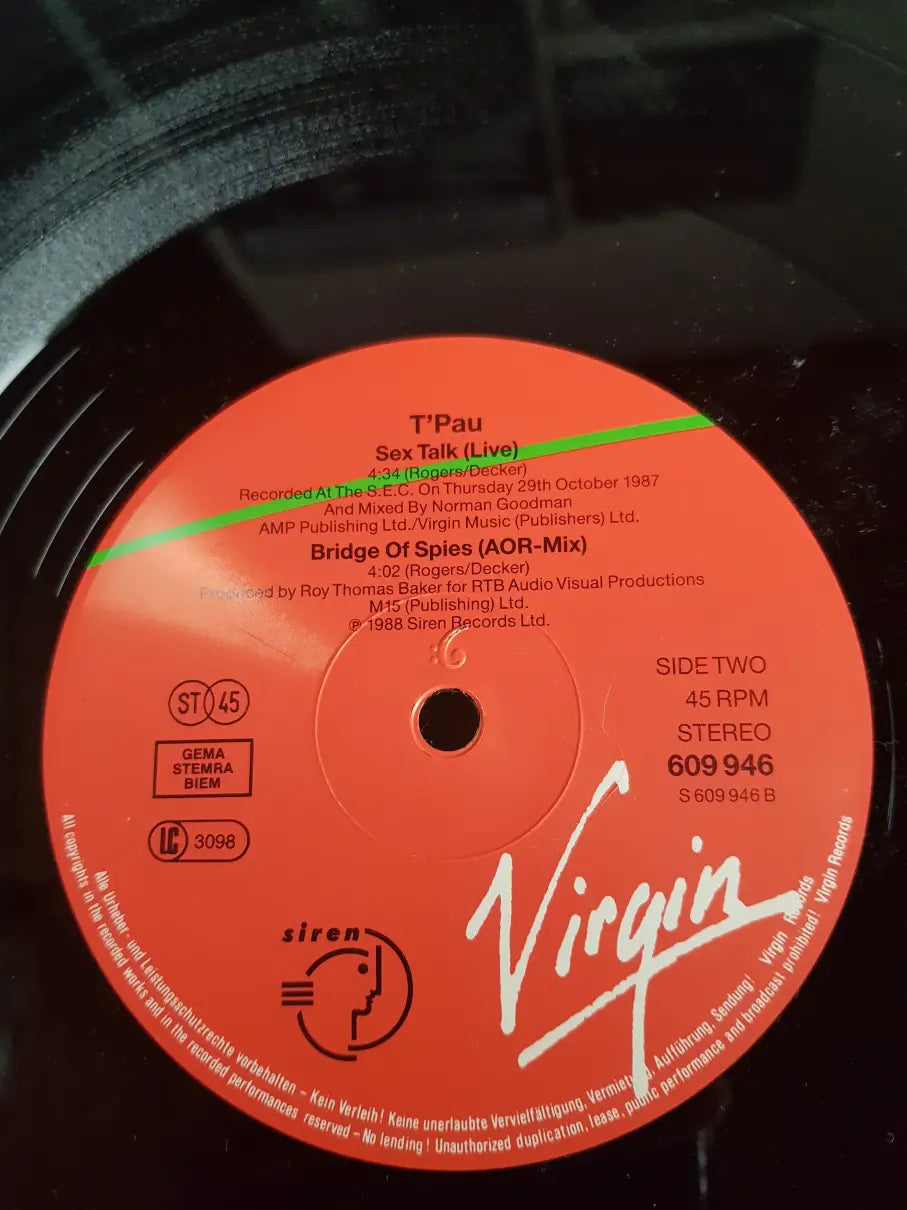 T'Pau
Sex Talk (Live)
4:34 (Rogers/Decker)
Recorded At The S.E.C. On Thursday 29th October 1987
And Mixed By Norman Goodman
AMP Publishing Ltd./Virgin Music (Publishers) Ltd.
Bridge Of Spies (AOR-Mix)
4:02 (Rogers/Decker)
Produced by Roy Thomas Baker for RTB Audio Visual Productions
M15 (Publishing) Ltd.
℗ 1988 Siren Records Ltd.
SIDE TWO
45 RPM
STEREO
609 946
S 609 946 B
ST 45
GEMA
STEMRA
BIEM
LC 3098
siren
Virgin
Alle Urheber- und Leistungsschutzrechte vorbehalten – Kein Verleih! Keine unerlaubte Vervielfältigung, Vermietung, Aufführung, Sendung! Virgin Records
All copyrights in the recorded works and in the recorded performances reserved – No lending! Unauthorized duplication, lease, public performance and broadcast prohibited! Virgin Records